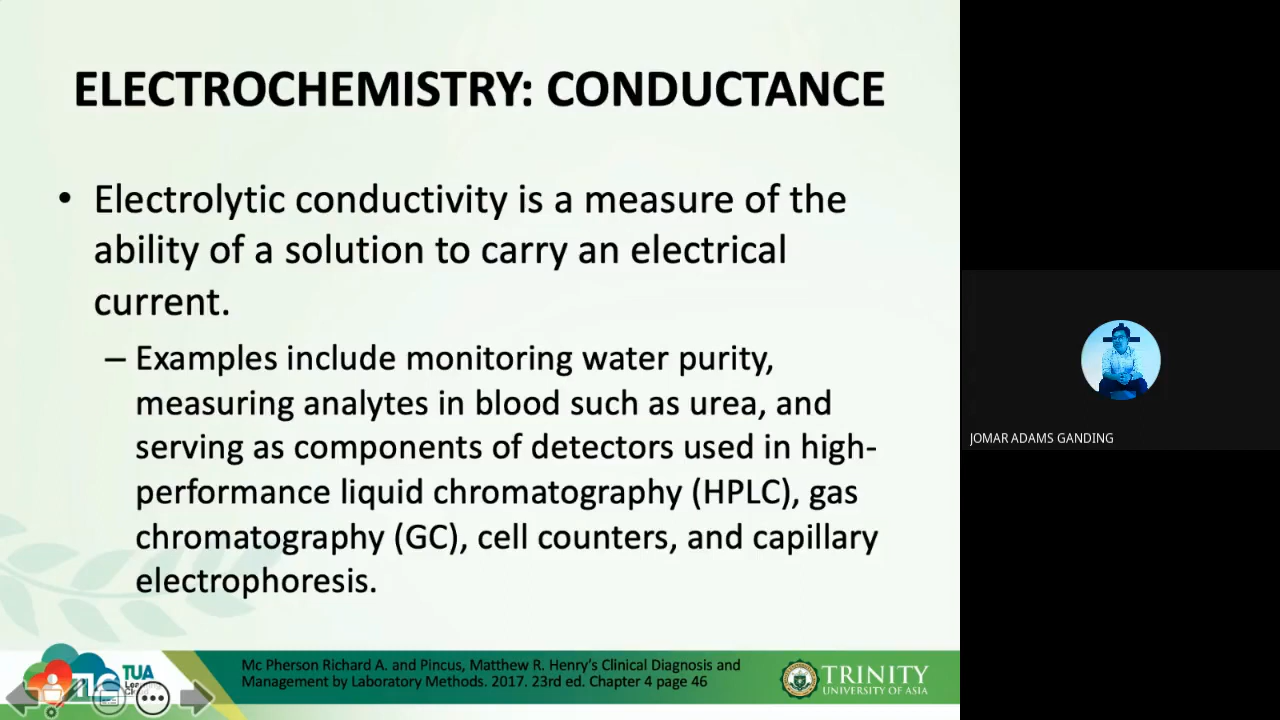 ELECTROCHEMISTRY: CONDUCTANCE
• Electrolytic conductivity is a measure of the
ability of a solution to carry an electrical
current.
– Examples include monitoring water purity,
measuring analytes in blood such as urea, and
serving as components of detectors used in high-
performance liquid chromatography (HPLC), gas
chromatography (GC), cell counters, and capillary
electrophoresis.
JOMAR ADAMS GANDING
TUA
Mc Pherson Richard A. and Pincus, Matthew R. Henry's Clinical Diagnosis and
Management by Laboratory Methods. 2017. 23rd ed. Chapter 4 page 46
TRINITY
UNIVERSITY OF ASIA